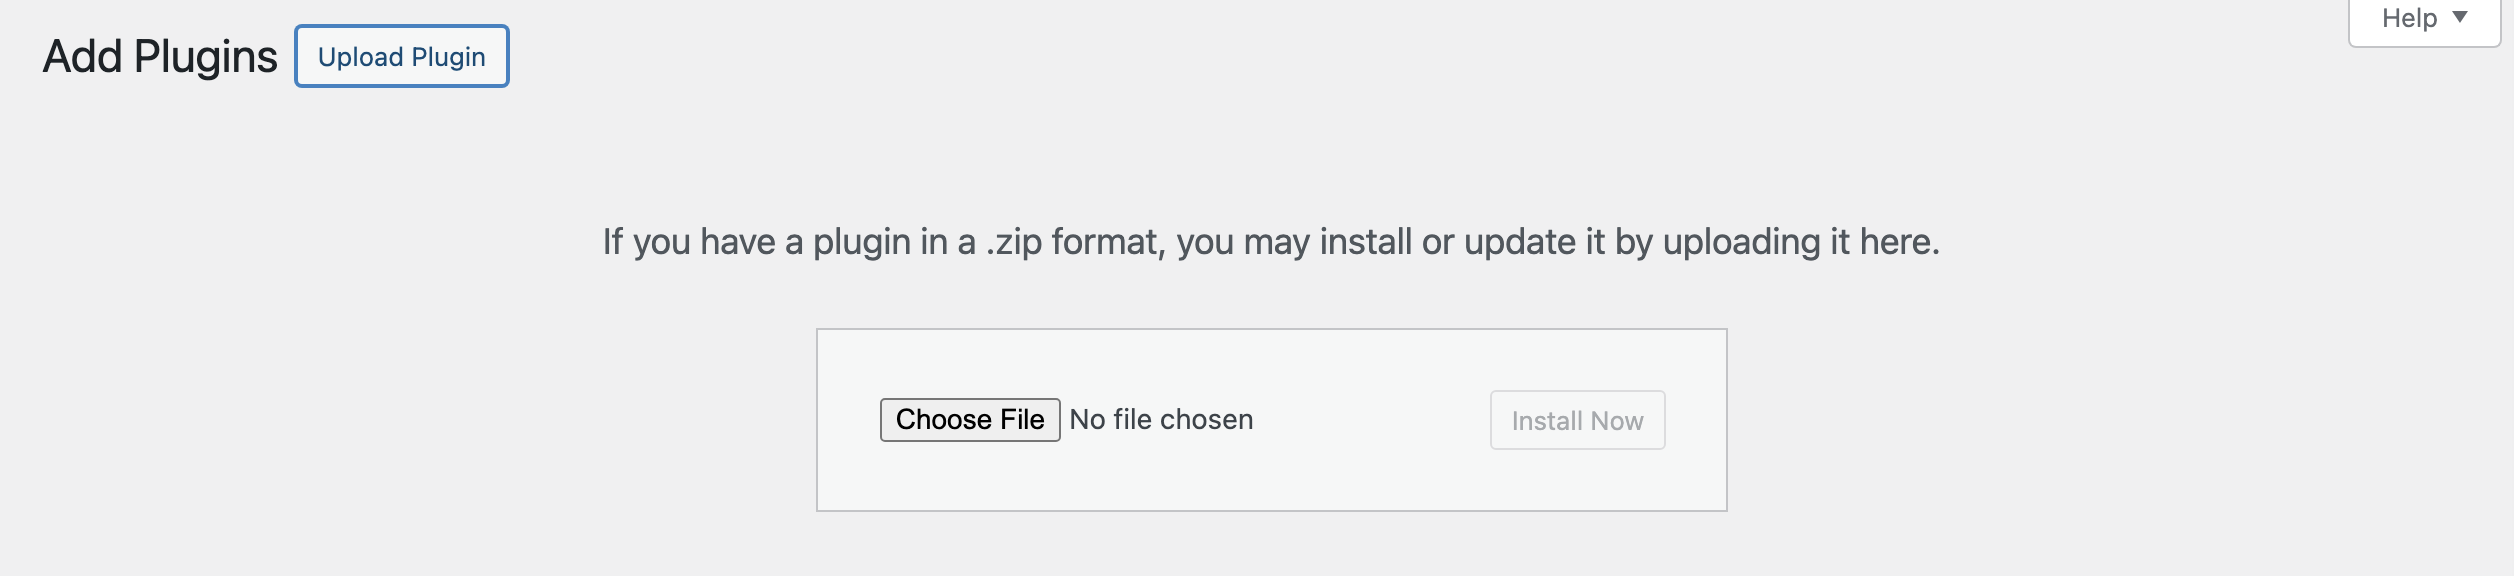 Add Plugins
Upload Plugin
Help
If you have a plugin in a .zip format, you may install or update it by uploading it here.
Choose File No file chosen
Install Now